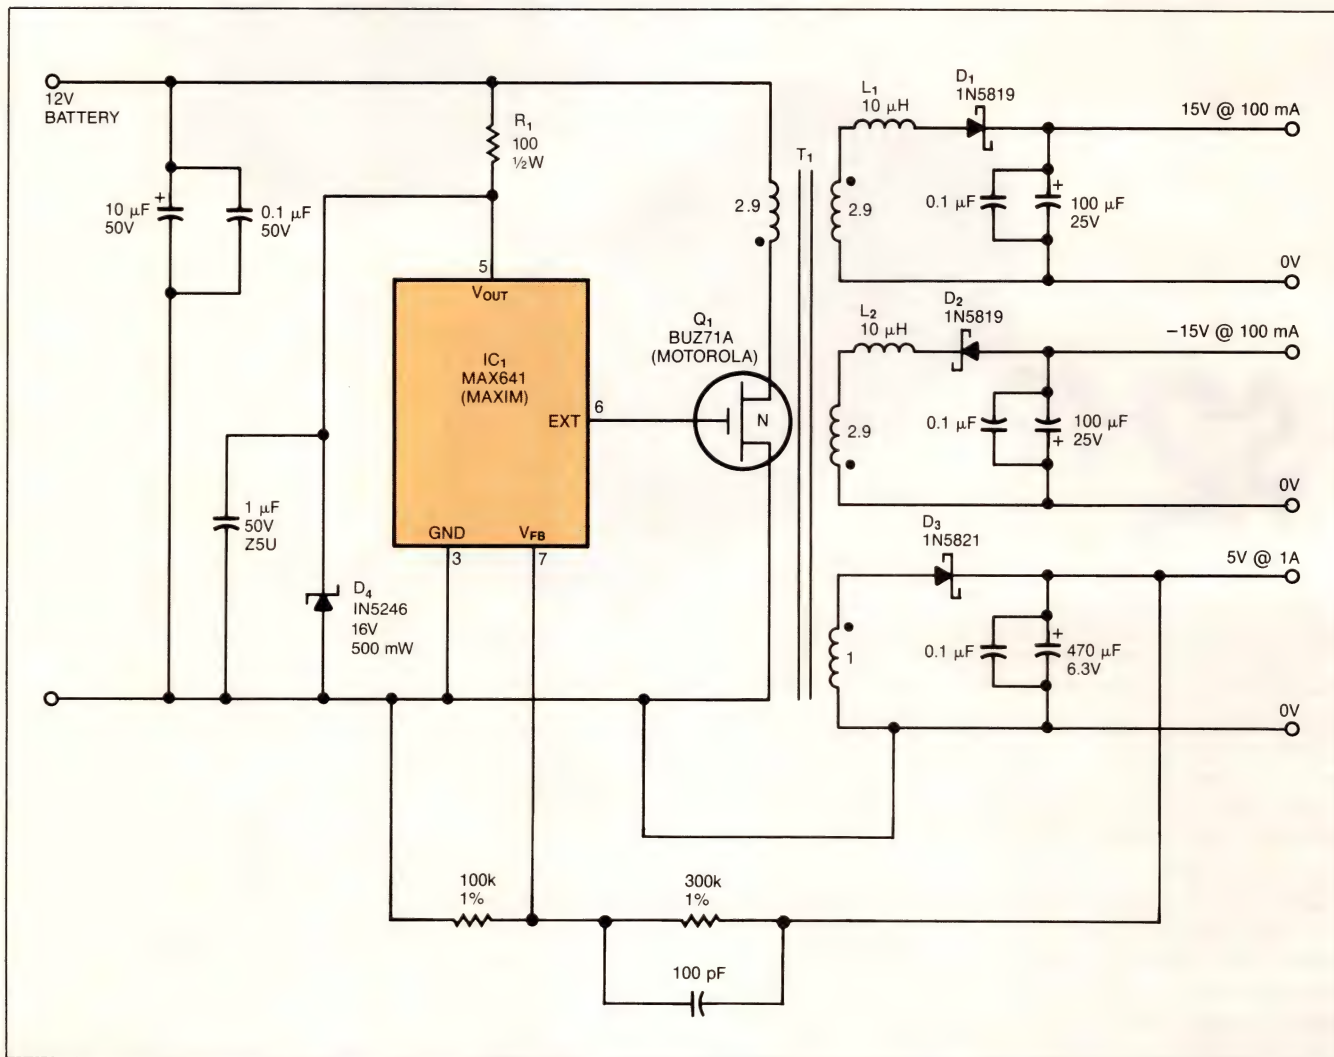 12V
BATTERY
10 µF
50V
+
0.1 µF
50V
R1
100
½W
5
VOUT
IC1
MAX641
(MAXIM)
EXT
6
GND
3
VFB
7
1 µF
50V
Z5U
D4
IN5246
16V
500 mW
Q1
BUZ71A
(MOTOROLA)
N
2.9
T1
L1
10 µH
D1
1N5819
15V @ 100 mA
2.9
0.1 µF
+
100 µF
25V
0V
L2
10 µH
D2
1N5819
−15V @ 100 mA
2.9
0.1 µF
100 µF
+ 25V
0V
D3
1N5821
5V @ 1A
1
0.1 µF
+
470 µF
6.3V
0V
100k
1%
300k
1%
100 pF